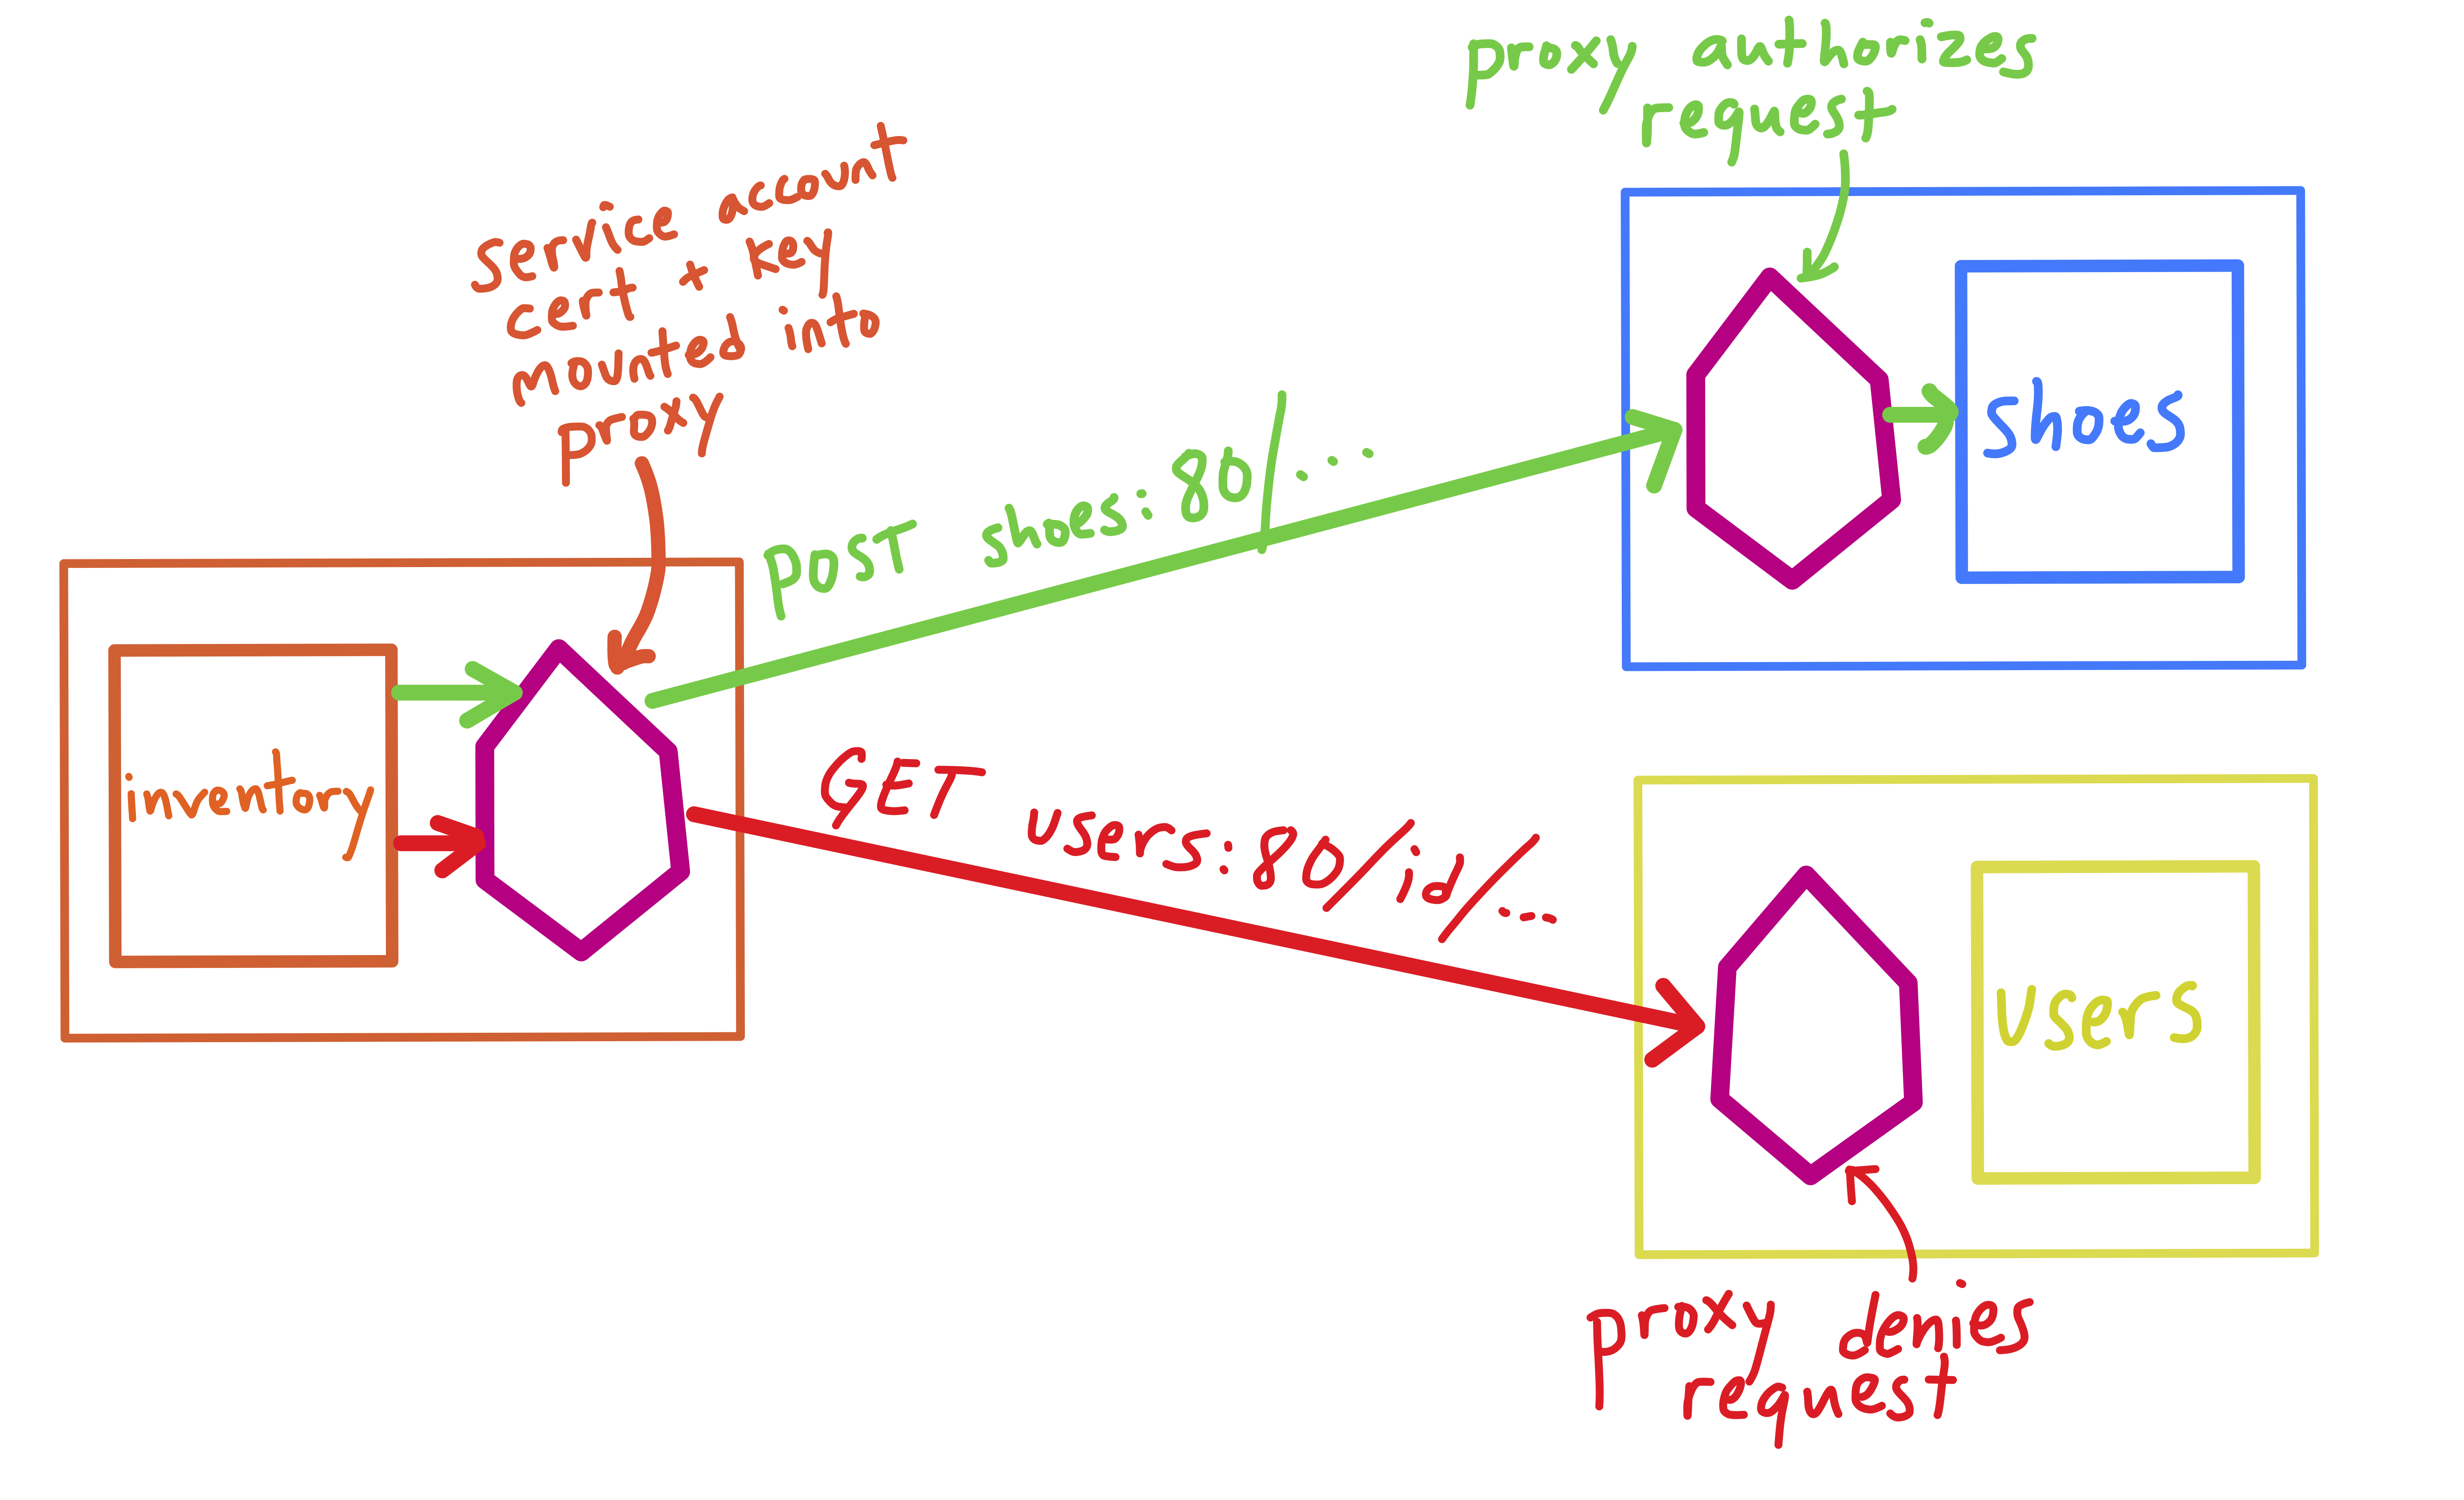 proxy authorizes
request
service account
cert + key
mounted into
proxy
POST shoes:80/...
shoes
inventory
GET users:80/id/...
users
proxy denies
request